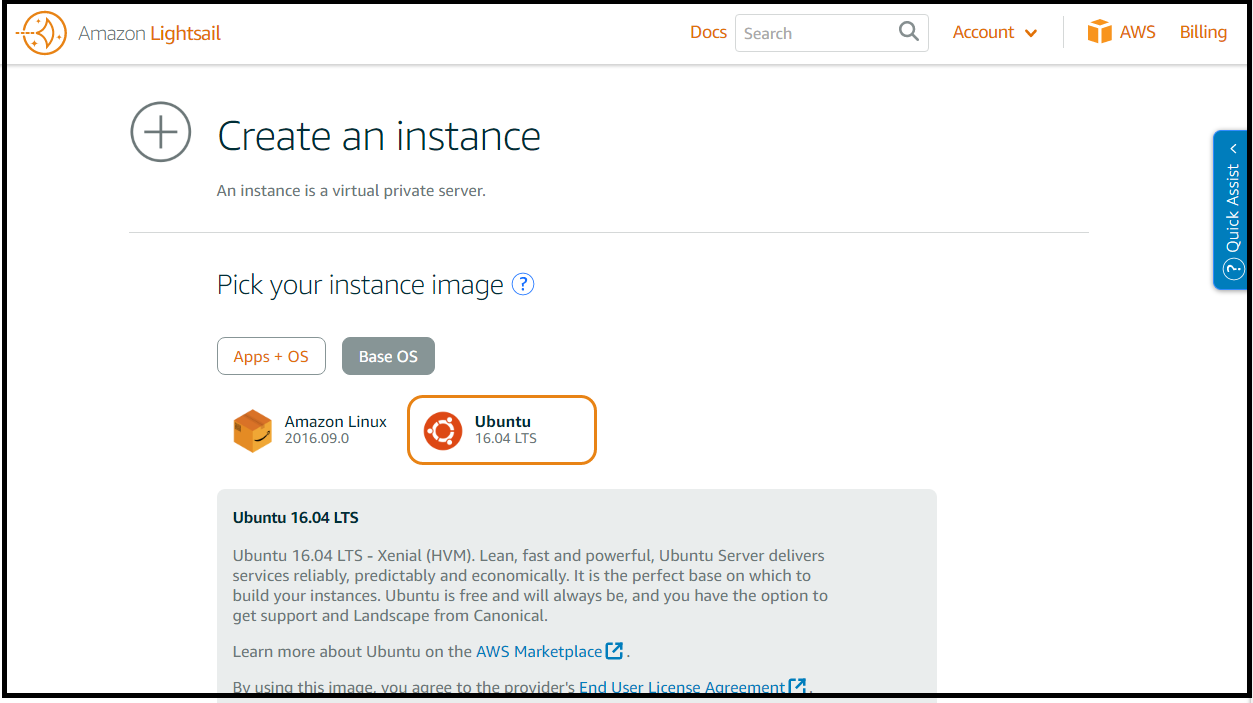 Amazon Lightsail
Docs
Search
Account
AWS
Billing
Create an instance
An instance is a virtual private server.
Quick Assist
Pick your instance image ?
Apps + OS
Base OS
Amazon Linux
2016.09.0
Ubuntu
16.04 LTS
Ubuntu 16.04 LTS
Ubuntu 16.04 LTS - Xenial (HVM). Lean, fast and powerful, Ubuntu Server delivers
services reliably, predictably and economically. It is the perfect base on which to
build your instances. Ubuntu is free and will always be, and you have the option to
get support and Landscape from Canonical.
Learn more about Ubuntu on the AWS Marketplace.
By using this image, you agree to the provider's End User License Agreement.